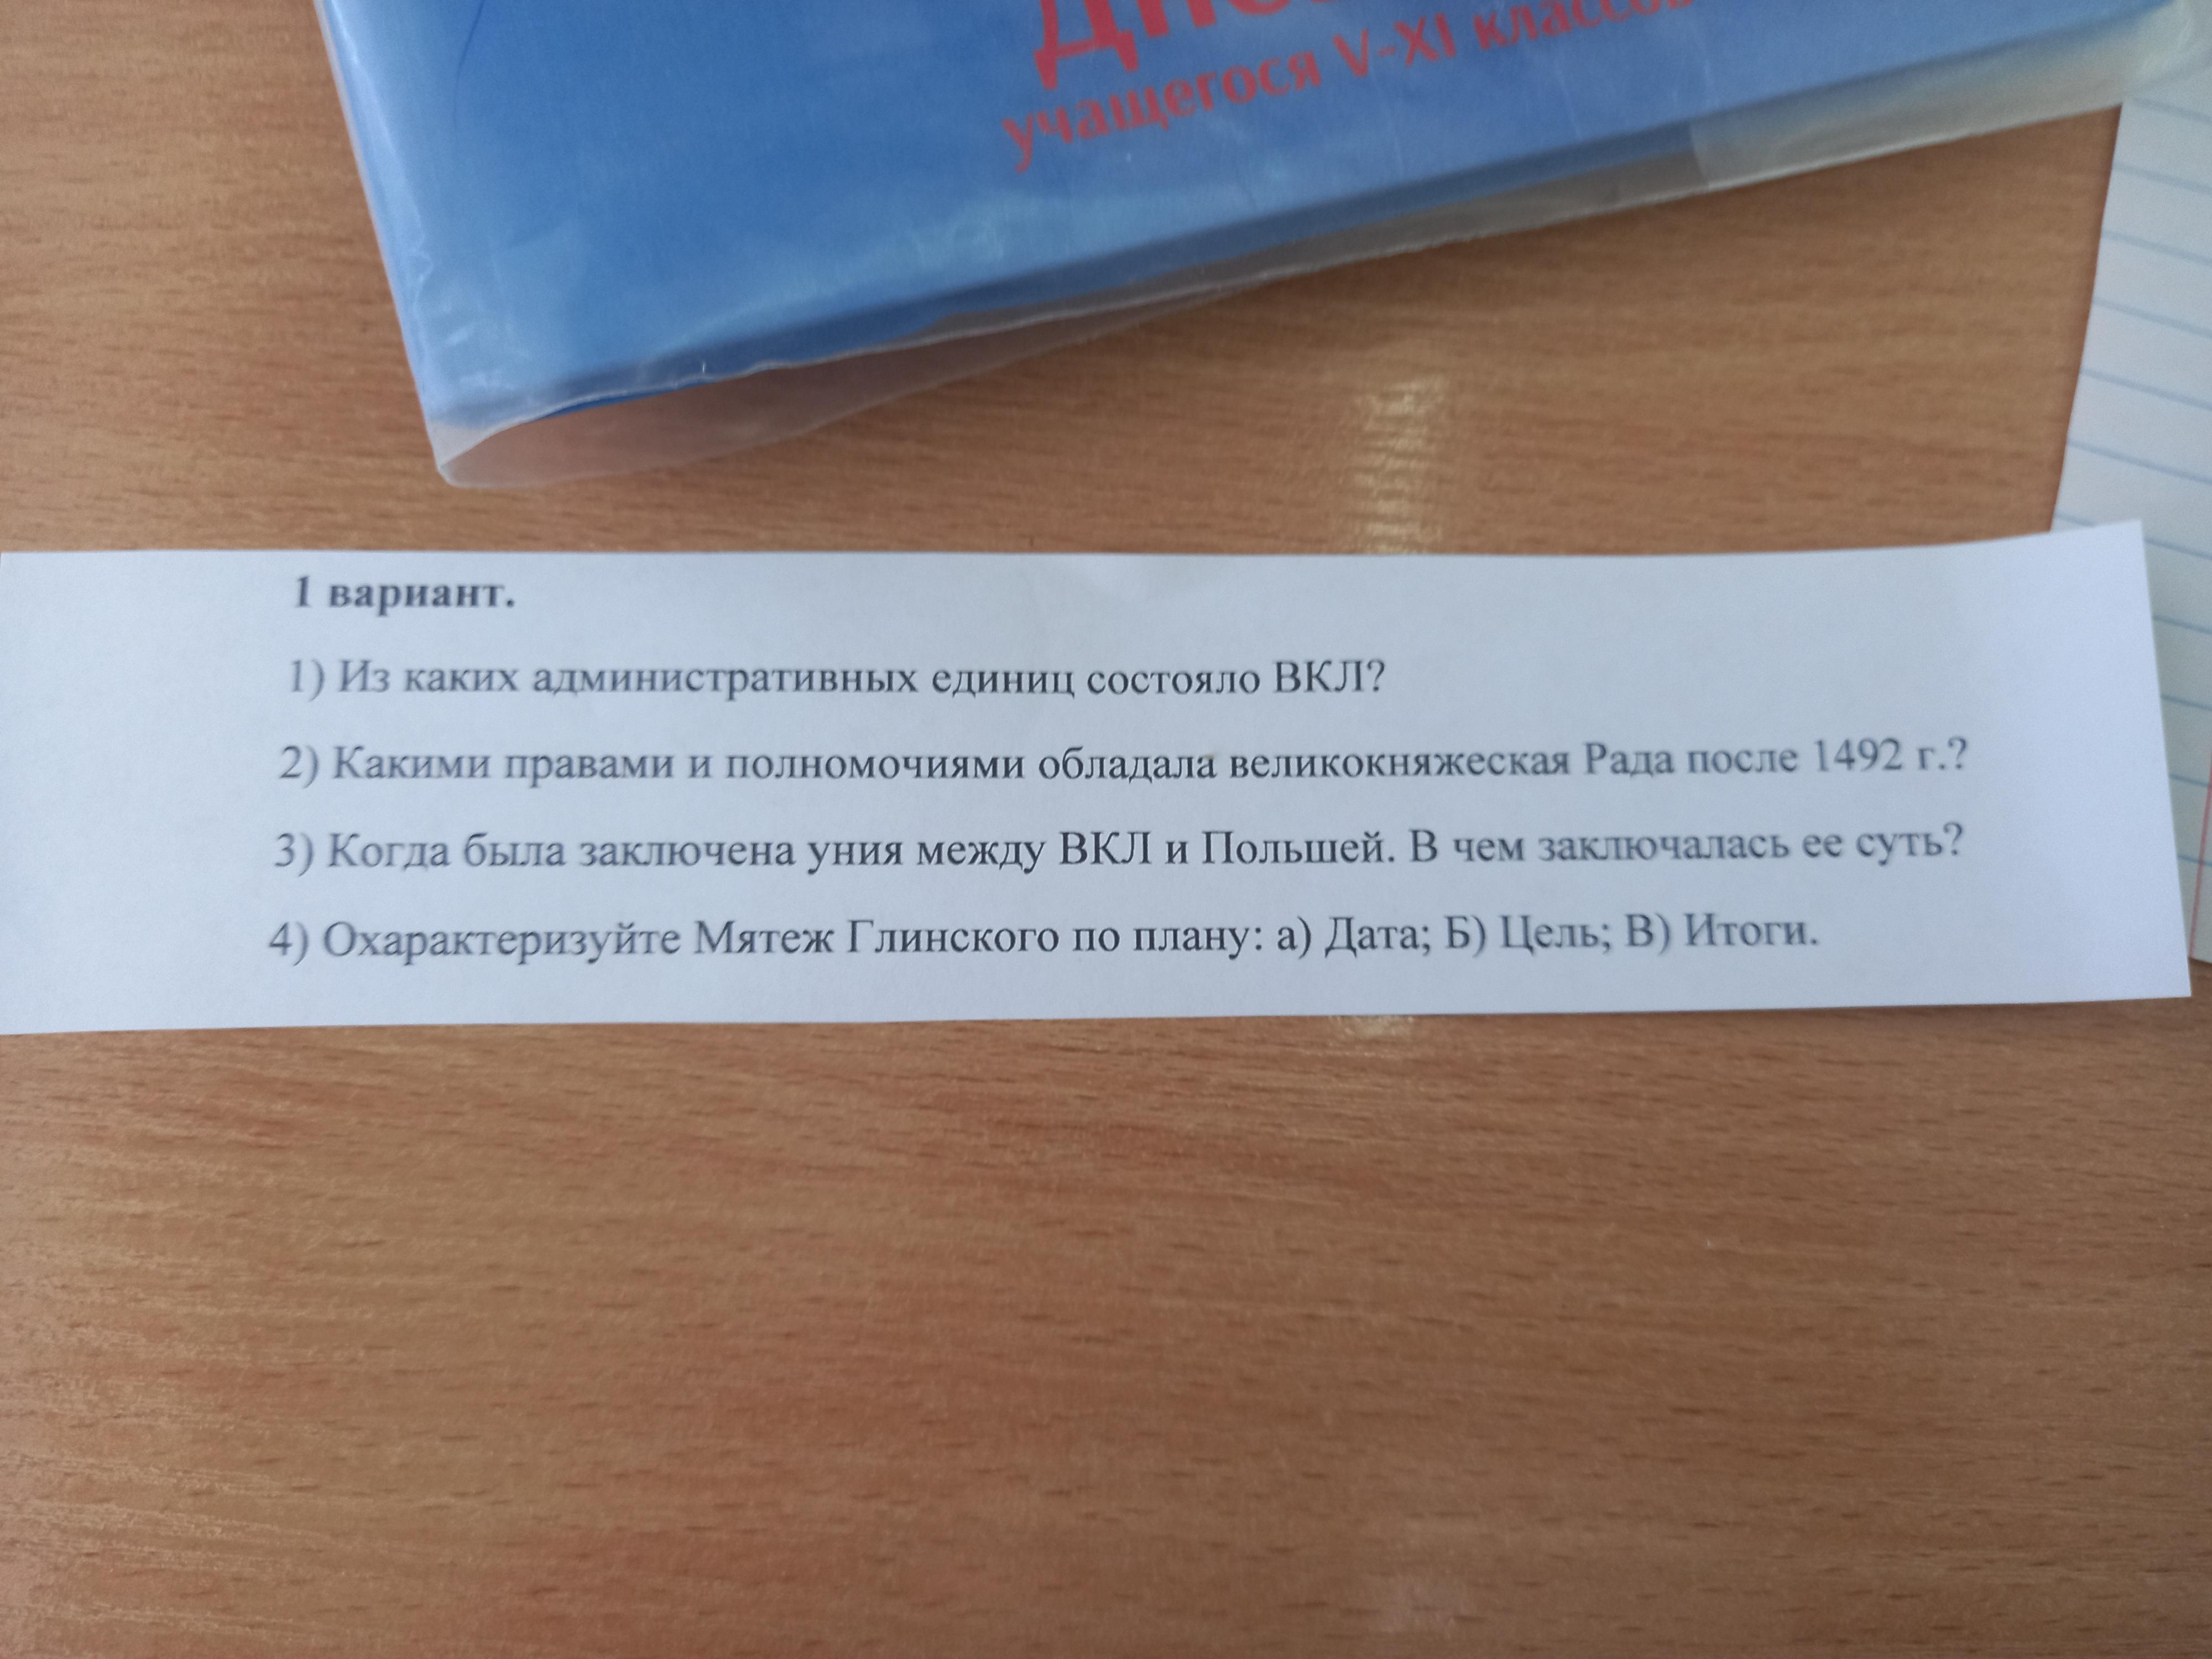 учащегося V-XI классов
1 вариант.
1) Из каких административных единиц состояло ВКЛ?
2) Какими правами и полномочиями обладала великокняжеская Рада после 1492 г.?
3) Когда была заключена уния между ВКЛ и Польшей. В чем заключалась ее суть?
4) Охарактеризуйте Мятеж Глинского по плану: а) Дата; Б) Цель; В) Итоги.